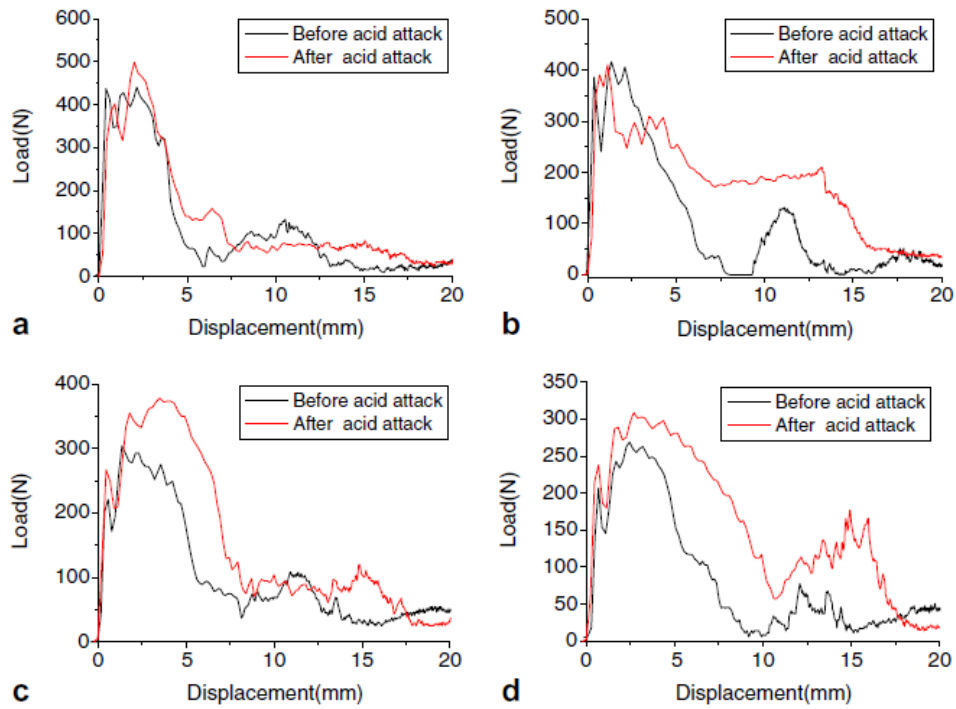 600
500
400
300
200
100
0
Load(N)
Before acid attack
After acid attack
0 5 10 15 20
Displacement(mm)
a
500
400
300
200
100
0
Load(N)
Before acid attack
After acid attack
0 5 10 15 20
Displacement(mm)
b
400
300
200
100
0
Load(N)
Before acid attack
After acid attack
0 5 10 15 20
Displacement(mm)
c
350
300
250
200
150
100
50
0
Load(N)
Before acid attack
After acid attack
0 5 10 15 20
Displacement(mm)
d